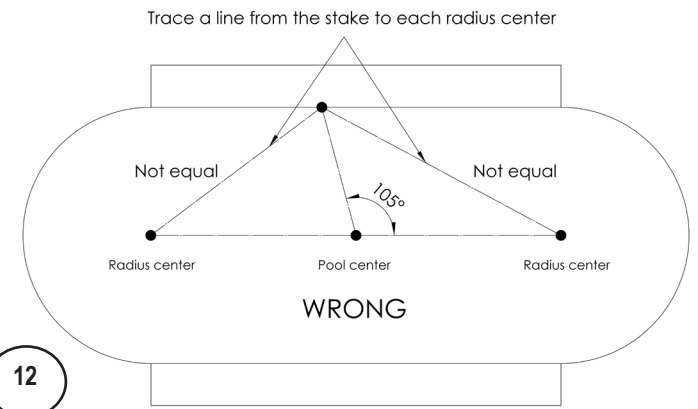 Trace a line from the stake to each radius center
Not equal
Not equal
105°
Radius center
Pool center
Radius center
WRONG
12